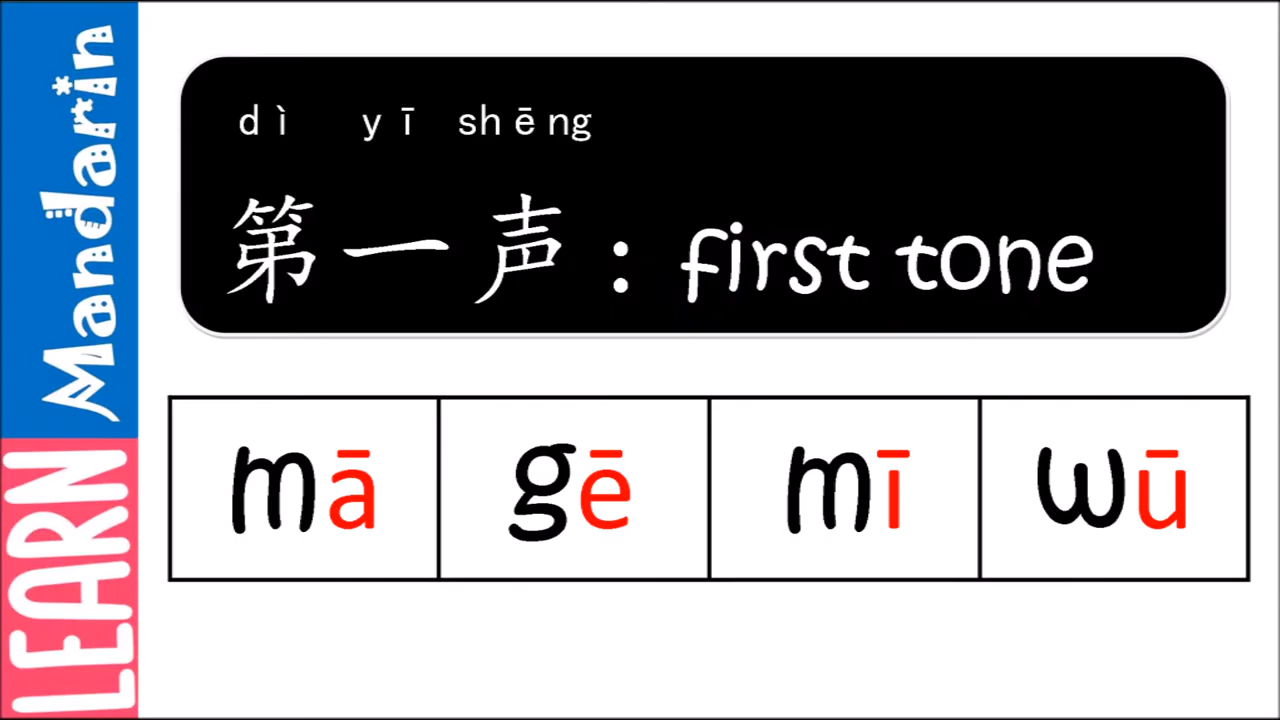 LEARN Mandarin
dì yī shēng
第一声：first tone
mā gē mī wū